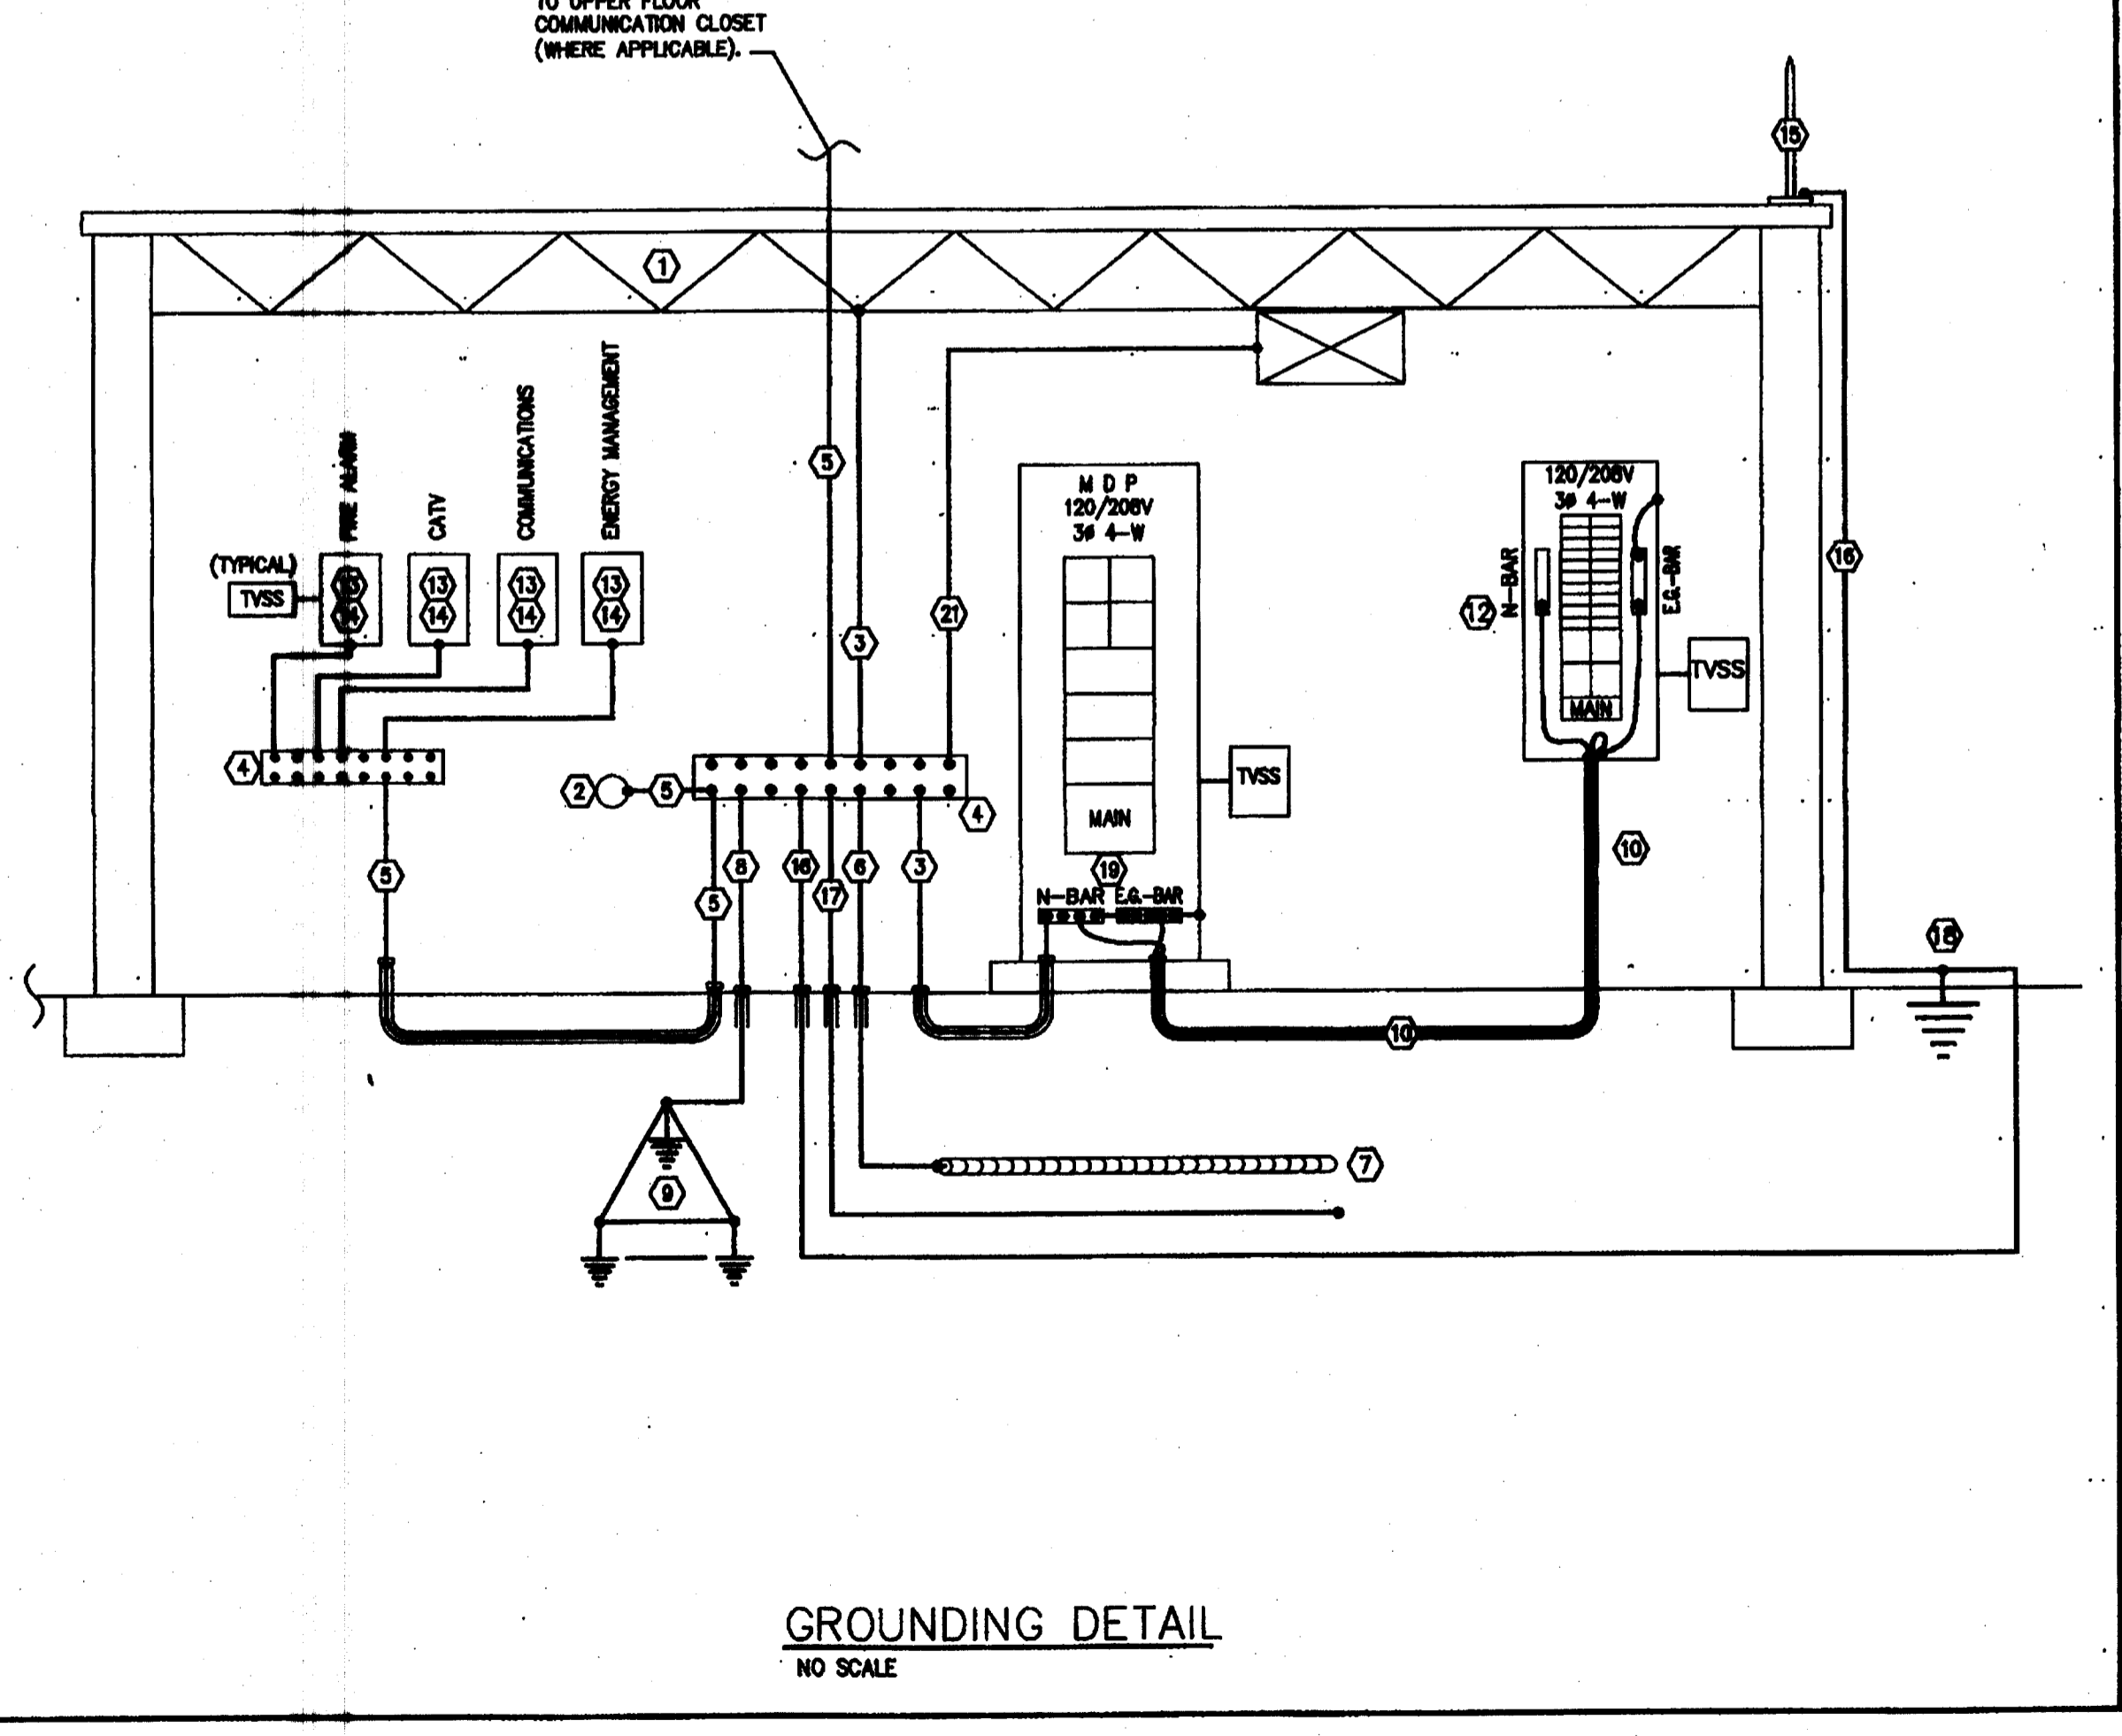 TO UPPER FLOOR
COMMUNICATION CLOSET
(WHERE APPLICABLE).
15
1
FIRE ALARM
CATV
COMMUNICATIONS
ENERGY MANAGEMENT
5
M D P
120/208V
3ø 4-W
120/208V
3ø 4-W
N-BAR
E.G.-BAR
16
(TYPICAL)
TVSS
13
14
13
14
13
14
13
14
3
21
12
TVSS
MAIN
4
2
5
4
TVSS
MAIN
10
5
5
8
16
17
6
3
19
N-BAR E.G.-BAR
18
10
9
7
GROUNDING DETAIL
NO SCALE